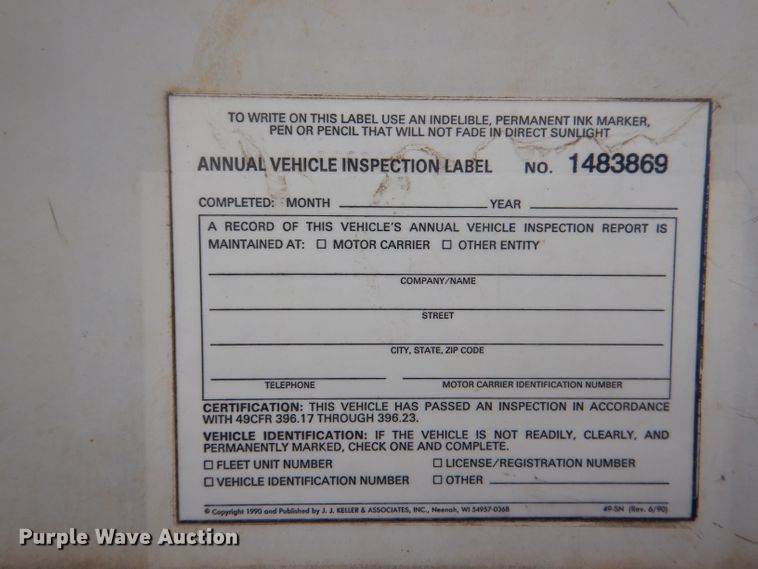 TO WRITE ON THIS LABEL USE AN INDELIBLE, PERMANENT INK MARKER,
PEN OR PENCIL THAT WILL NOT FADE IN DIRECT SUNLIGHT
ANNUAL VEHICLE INSPECTION LABEL NO. 1483869
COMPLETED: MONTH YEAR
A RECORD OF THIS VEHICLE'S ANNUAL VEHICLE INSPECTION REPORT IS
MAINTAINED AT: ☐ MOTOR CARRIER ☐ OTHER ENTITY
COMPANY/NAME
STREET
CITY, STATE, ZIP CODE
TELEPHONE MOTOR CARRIER IDENTIFICATION NUMBER
CERTIFICATION: THIS VEHICLE HAS PASSED AN INSPECTION IN ACCORDANCE
WITH 49CFR 396.17 THROUGH 396.23.
VEHICLE IDENTIFICATION: IF THE VEHICLE IS NOT READILY, CLEARLY, AND
PERMANENTLY MARKED, CHECK ONE AND COMPLETE.
☐ FLEET UNIT NUMBER ☐ LICENSE/REGISTRATION NUMBER
☐ VEHICLE IDENTIFICATION NUMBER ☐ OTHER
© Copyright 1990 and Published by J. J. KELLER & ASSOCIATES, INC., Neenah, WI 54957-0368 49-SN (Rev. 6/90)
Purple Wave Auction